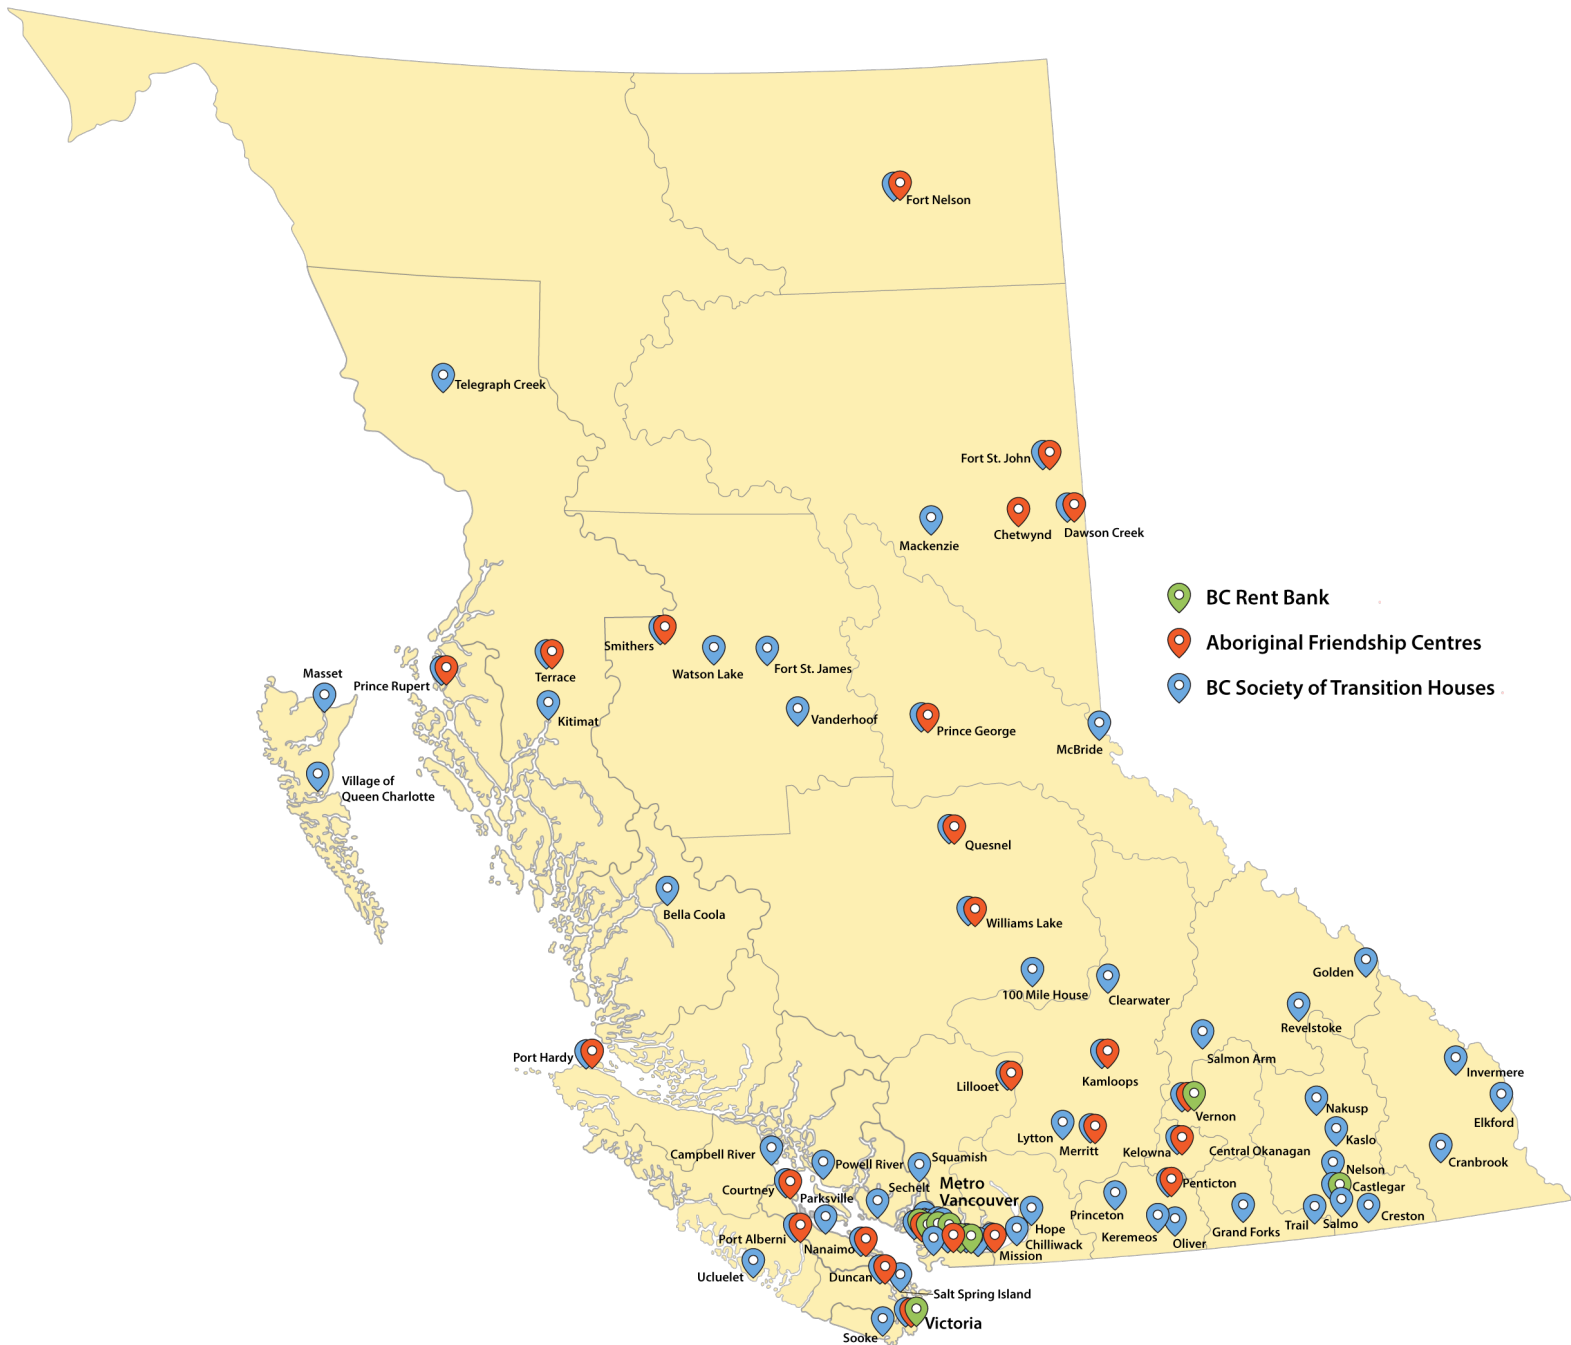 Fort Nelson
Telegraph Creek
Fort St. John
Mackenzie
Chetwynd
Dawson Creek
BC Rent Bank
Aboriginal Friendship Centres
BC Society of Transition Houses
Smithers
Watson Lake
Fort St. James
Masset
Prince Rupert
Terrace
Kitimat
Vanderhoof
Prince George
McBride
Village of
Queen Charlotte
Quesnel
Bella Coola
Williams Lake
100 Mile House
Clearwater
Golden
Revelstoke
Port Hardy
Salmon Arm
Invermere
Lillooet
Kamloops
Vernon
Nakusp
Elkford
Lytton
Merritt
Kelowna
Central Okanagan
Kaslo
Cranbrook
Campbell River
Powell River
Squamish
Nelson
Courtney
Parksville
Sechelt
Metro
Vancouver
Penticton
Castlegar
Princeton
Keremeos
Oliver
Grand Forks
Trail
Salmo
Creston
Port Alberni
Nanaimo
Hope
Chilliwack
Mission
Ucluelet
Duncan
Salt Spring Island
Victoria
Sooke